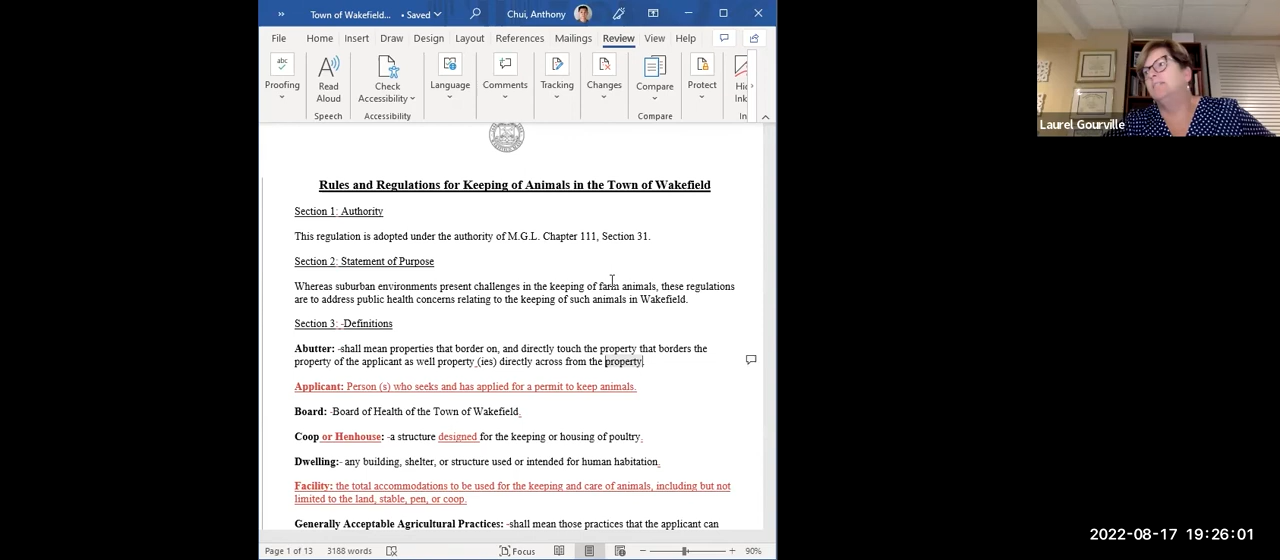 Town of Wakefield... • Saved
Chui, Anthony
File Home Insert Draw Design Layout References Mailings Review View Help
abc
Proofing
Read Aloud
Speech
Check Accessibility
Accessibility
Language
Comments
Tracking
Changes
Compare
Compare
Protect
Hid
Ink
In
Laurel Gourville
Rules and Regulations for Keeping of Animals in the Town of Wakefield
Section 1: Authority
This regulation is adopted under the authority of M.G.L. Chapter 111, Section 31.
Section 2: Statement of Purpose
Whereas suburban environments present challenges in the keeping of farm animals, these regulations
are to address public health concerns relating to the keeping of such animals in Wakefield.
Section 3: -Definitions
Abutter: -shall mean properties that border on, and directly touch the property that borders the
property of the applicant as well property (ies) directly across from the property.
Applicant: Person (s) who seeks and has applied for a permit to keep animals.
Board: -Board of Health of the Town of Wakefield.
Coop or Henhouse: -a structure designed for the keeping or housing of poultry.
Dwelling:- any building, shelter, or structure used or intended for human habitation.
Facility: the total accommodations to be used for the keeping and care of animals, including but not
limited to the land, stable, pen, or coop.
Generally Acceptable Agricultural Practices: -shall mean those practices that the applicant can
2022-08-17 19:26:01
Page 1 of 13 3188 words Focus 90%